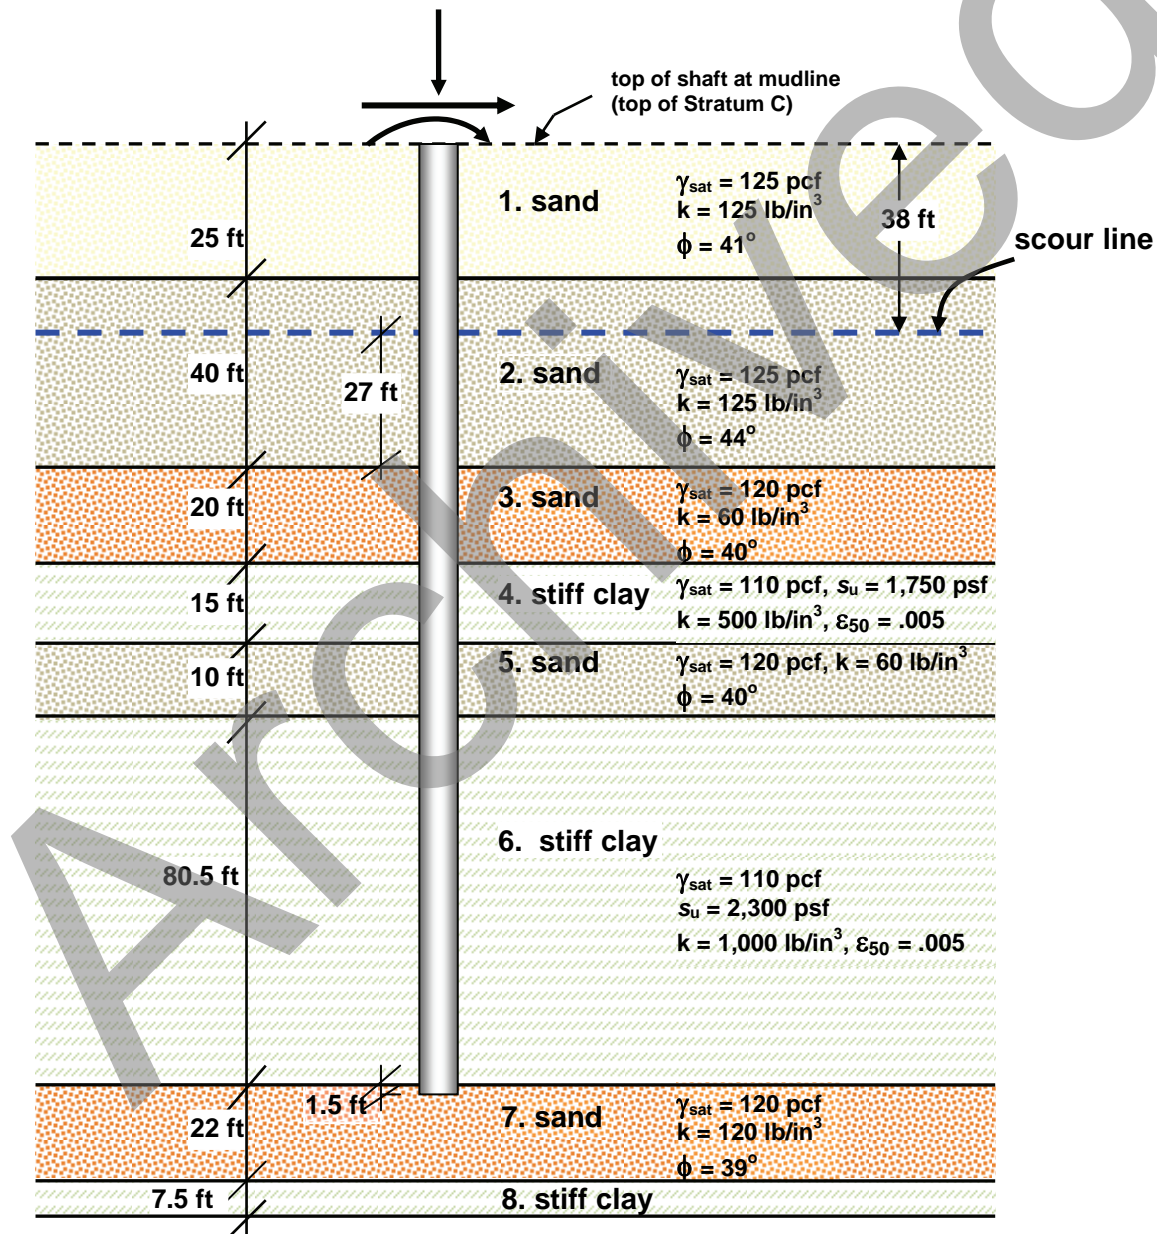 top of shaft at mudline
(top of Stratum C)
1. sand
γsat = 125 pcf
k = 125 lb/in³
ϕ = 41°
25 ft
38 ft
scour line
40 ft
27 ft
2. sand
γsat = 125 pcf
k = 125 lb/in³
ϕ = 44°
20 ft
3. sand
γsat = 120 pcf
k = 60 lb/in³
ϕ = 40°
15 ft
4. stiff clay
γsat = 110 pcf, su = 1,750 psf
k = 500 lb/in³, ε50 = .005
10 ft
5. sand
γsat = 120 pcf, k = 60 lb/in³
ϕ = 40°
80.5 ft
6. stiff clay
γsat = 110 pcf
su = 2,300 psf
k = 1,000 lb/in³, ε50 = .005
1.5 ft
22 ft
7. sand
γsat = 120 pcf
k = 120 lb/in³
ϕ = 39°
7.5 ft
8. stiff clay
Archived